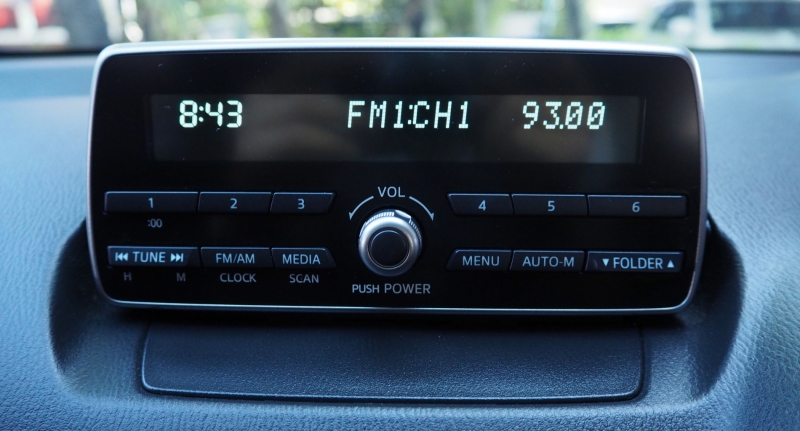 8:43 FM1:CH1 93.00
VOL
1 2 3 4 5 6
:00
⏮ TUNE ⏭ FM/AM MEDIA MENU AUTO-M ▼ FOLDER ▲
H M CLOCK SCAN
PUSH POWER